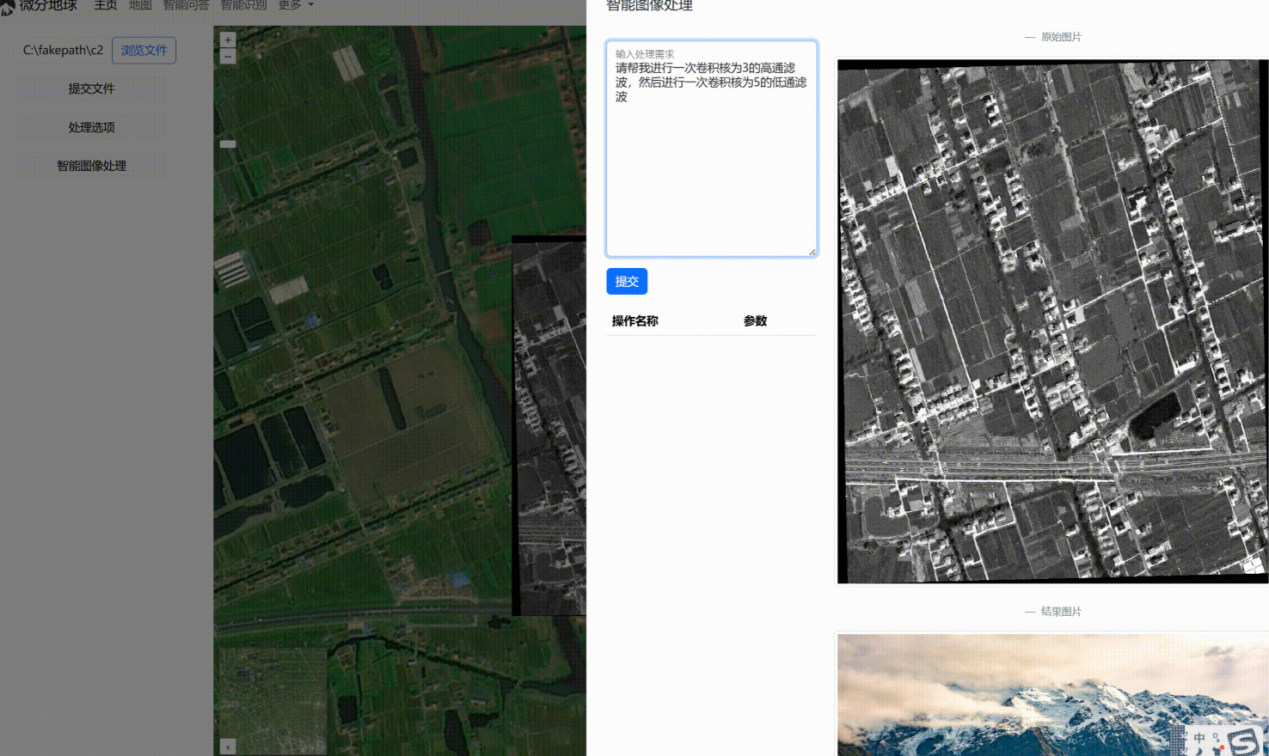 微分地球 主页 地图 智能问答 智能识别 更多
C:\fakepath\c2 浏览文件
提交文件
处理选项
智能图像处理
+
−
智能图像处理
输入处理需求
请帮我进行一次卷积核为3的高通滤
波，然后进行一次卷积核为5的低通滤
波
提交
操作名称 参数
— 原始图片
— 结果图片
中